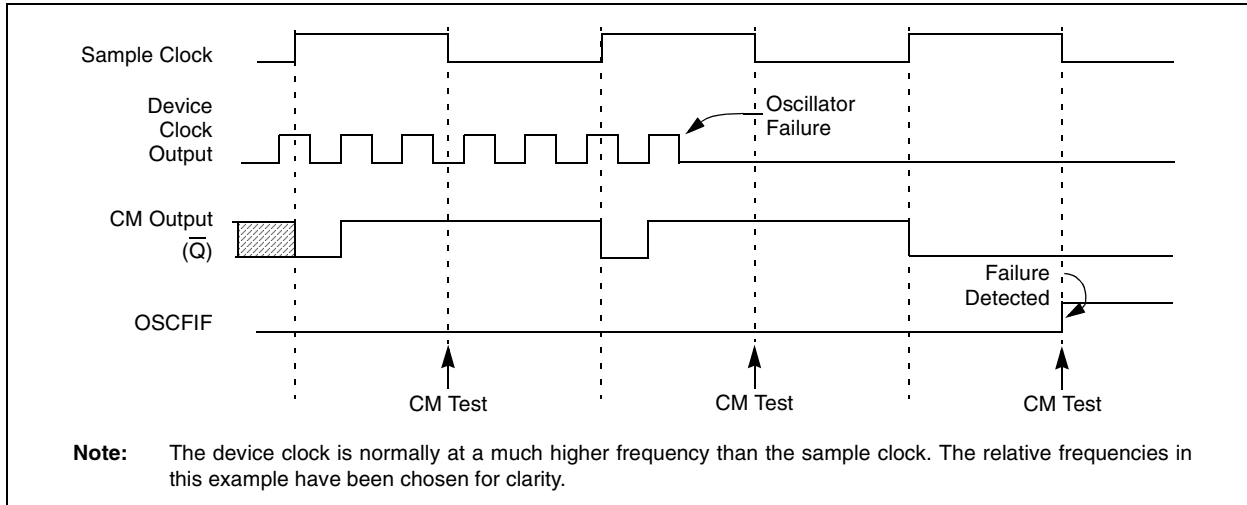 Sample Clock
Device
Clock
Output
Oscillator
Failure
CM Output
(Q̅)
Failure
Detected
OSCFIF
CM Test
CM Test
CM Test
Note: The device clock is normally at a much higher frequency than the sample clock. The relative frequencies in
this example have been chosen for clarity.